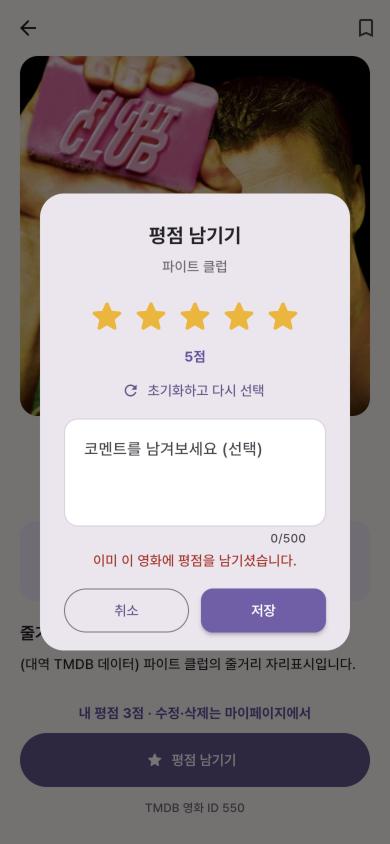 FIGHT
CLUB
평점 남기기
파이트 클럽
5점
초기화하고 다시 선택
코멘트를 남겨보세요 (선택)
0/500
이미 이 영화에 평점을 남기셨습니다.
취소
저장
줄
(대역 TMDB 데이터) 파이트 클럽의 줄거리 자리표시입니다.
내 평점 3점 · 수정·삭제는 마이페이지에서
평점 남기기
TMDB 영화 ID 550